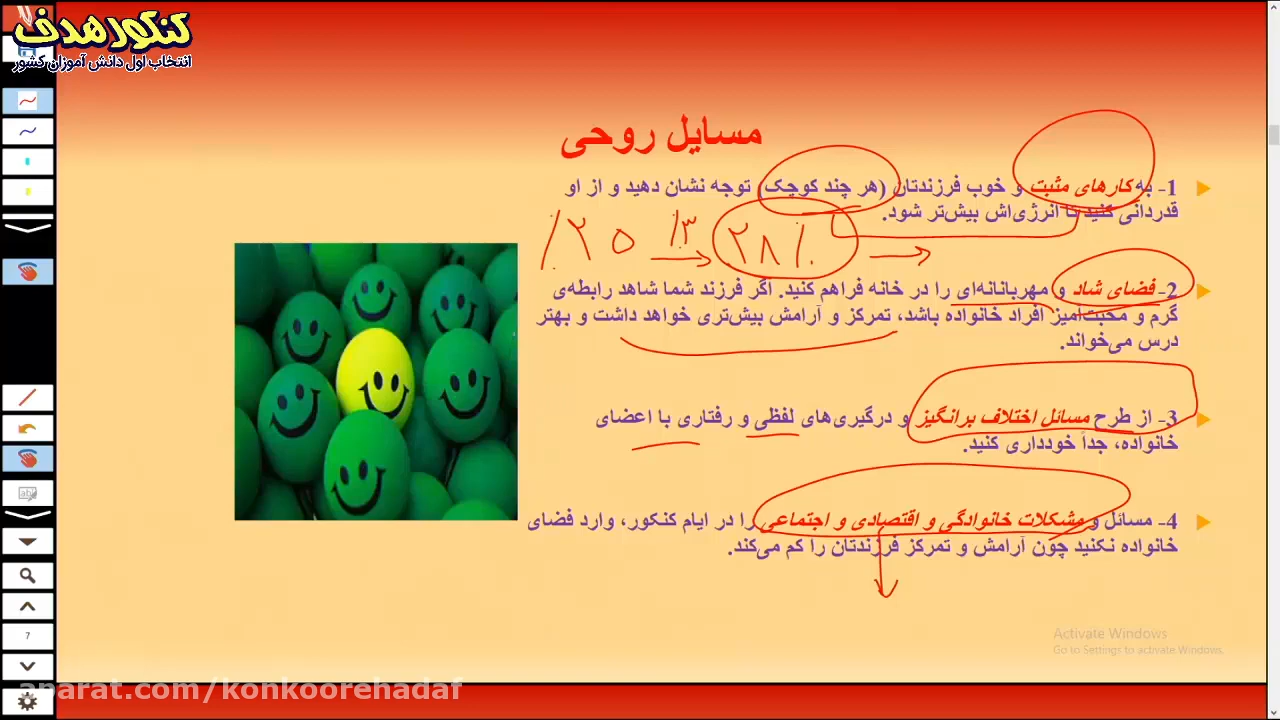 کنکور هدف
انتخاب اول دانش آموزان کشور
مسایل روحی
1- به کارهای مثبت و خوب فرزندتان (هر چند کوچک) توجه نشان دهید و از او
قدردانی کنید تا انرژی‌اش بیش‌تر شود.
٪۲۵ ٪۳ ۲۸٪
2- فضای شاد و مهربانانه‌ای را در خانه فراهم کنید. اگر فرزند شما شاهد رابطه‌ی
گرم و محبت‌آمیز افراد خانواده باشد، تمرکز و آرامش بیش‌تری خواهد داشت و بهتر
درس می‌خواند.
3- از طرح مسائل اختلاف برانگیز و درگیری‌های لفظی و رفتاری با اعضای
خانواده، جداً خودداری کنید.
4- مسائل و مشکلات خانوادگی و اقتصادی و اجتماعی را در ایام کنکور، وارد فضای
خانواده نکنید چون آرامش و تمرکز فرزندتان را کم می‌کند.
7
Activate Windows
Go to Settings to activate Windows.
aparat.com/konkoorehadaf